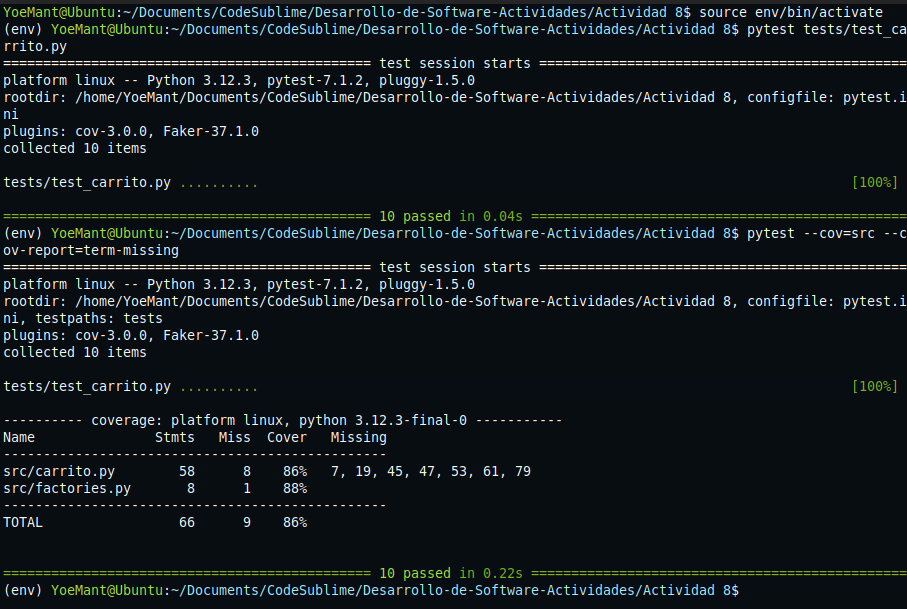 YoeMant@Ubuntu:~/Documents/CodeSublime/Desarrollo-de-Software-Actividades/Actividad 8$ source env/bin/activate
(env) YoeMant@Ubuntu:~/Documents/CodeSublime/Desarrollo-de-Software-Actividades/Actividad 8$ pytest tests/test_ca
rrito.py
============================================== test session starts ==============================================
platform linux -- Python 3.12.3, pytest-7.1.2, pluggy-1.5.0
rootdir: /home/YoeMant/Documents/CodeSublime/Desarrollo-de-Software-Actividades/Actividad 8, configfile: pytest.i
ni
plugins: cov-3.0.0, Faker-37.1.0
collected 10 items
tests/test_carrito.py .......... [100%]
============================================== 10 passed in 0.04s ===============================================
(env) YoeMant@Ubuntu:~/Documents/CodeSublime/Desarrollo-de-Software-Actividades/Actividad 8$ pytest --cov=src --c
ov-report=term-missing
============================================== test session starts ==============================================
platform linux -- Python 3.12.3, pytest-7.1.2, pluggy-1.5.0
rootdir: /home/YoeMant/Documents/CodeSublime/Desarrollo-de-Software-Actividades/Actividad 8, configfile: pytest.i
ni, testpaths: tests
plugins: cov-3.0.0, Faker-37.1.0
collected 10 items
tests/test_carrito.py .......... [100%]
---------- coverage: platform linux, python 3.12.3-final-0 -----------
Name               Stmts   Miss  Cover   Missing
------------------------------------------------
src/carrito.py        58      8    86%   7, 19, 45, 47, 53, 61, 79
src/factories.py       8      1    88%
------------------------------------------------
TOTAL                 66      9    86%
============================================== 10 passed in 0.22s ===============================================
(env) YoeMant@Ubuntu:~/Documents/CodeSublime/Desarrollo-de-Software-Actividades/Actividad 8$